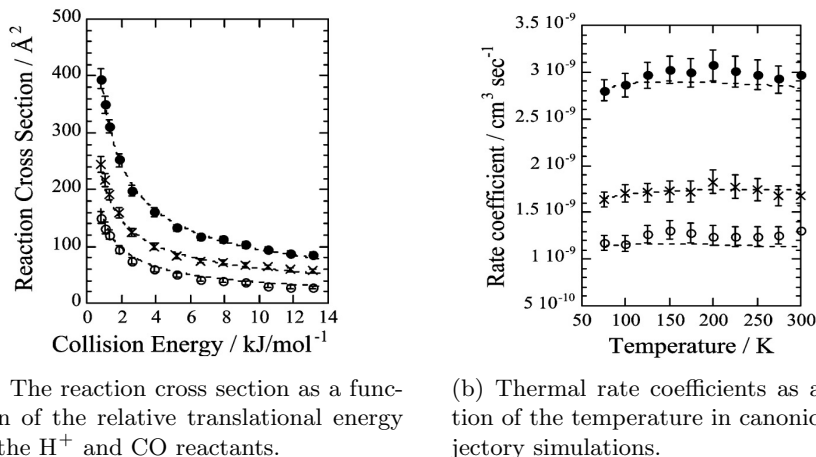 500
400
300
200
100
0
0 2 4 6 8 10 12 14
Reaction Cross Section / Å²
Collision Energy / kJ/mol⁻¹
3.5 10⁻⁹
3 10⁻⁹
2.5 10⁻⁹
2 10⁻⁹
1.5 10⁻⁹
1 10⁻⁹
5 10⁻¹⁰
50 100 150 200 250 300
Rate coefficient / cm³ sec⁻¹
Temperature / K
The reaction cross section as a func-
n of the relative translational energy
the H⁺ and CO reactants.
(b) Thermal rate coefficients as a
tion of the temperature in canonic
jectory simulations.